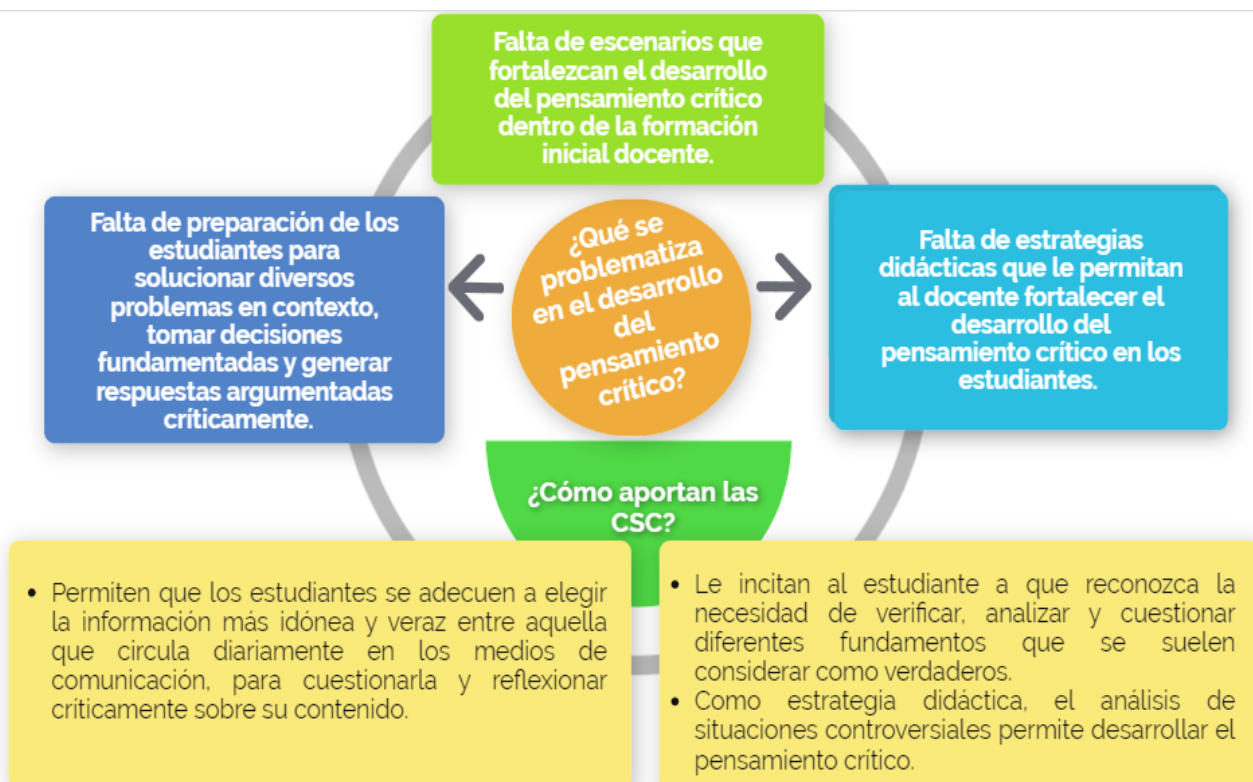 Falta de escenarios que
fortalezcan el desarrollo
del pensamiento crítico
dentro de la formación
inicial docente.
Falta de preparación de los
estudiantes para
solucionar diversos
problemas en contexto,
tomar decisiones
fundamentadas y generar
respuestas argumentadas
críticamente.
¿Qué se
problematiza
en el desarrollo
del
pensamiento
crítico?
Falta de estrategias
didácticas que le permitan
al docente fortalecer el
desarrollo del
pensamiento crítico en los
estudiantes.
¿Cómo aportan las
CSC?
• Permiten que los estudiantes se adecuen a elegir
la información más idónea y veraz entre aquella
que circula diariamente en los medios de
comunicación, para cuestionarla y reflexionar
críticamente sobre su contenido.
• Le incitan al estudiante a que reconozca la
necesidad de verificar, analizar y cuestionar
diferentes fundamentos que se suelen
considerar como verdaderos.
• Como estrategia didáctica, el análisis de
situaciones controversiales permite desarrollar el
pensamiento crítico.